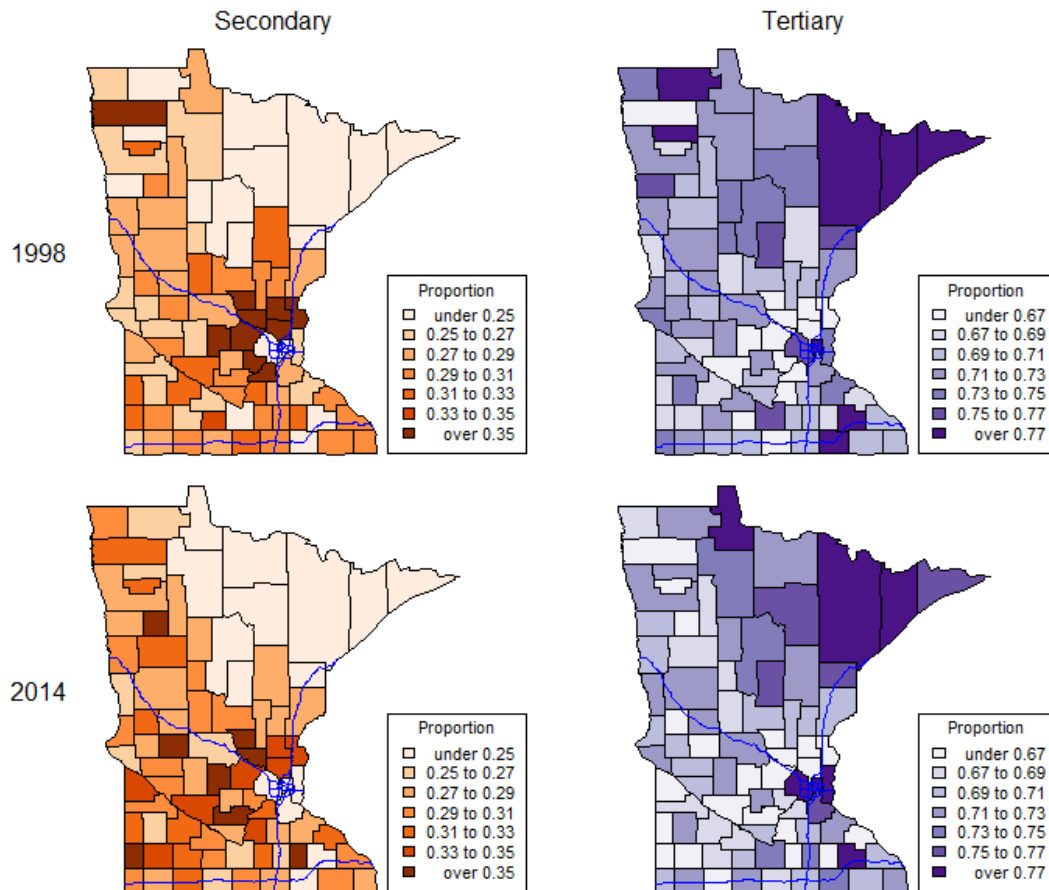 Secondary
Tertiary
1998
Proportion
under 0.25
0.25 to 0.27
0.27 to 0.29
0.29 to 0.31
0.31 to 0.33
0.33 to 0.35
over 0.35
Proportion
under 0.67
0.67 to 0.69
0.69 to 0.71
0.71 to 0.73
0.73 to 0.75
0.75 to 0.77
over 0.77
2014
Proportion
under 0.25
0.25 to 0.27
0.27 to 0.29
0.29 to 0.31
0.31 to 0.33
0.33 to 0.35
over 0.35
Proportion
under 0.67
0.67 to 0.69
0.69 to 0.71
0.71 to 0.73
0.73 to 0.75
0.75 to 0.77
over 0.77